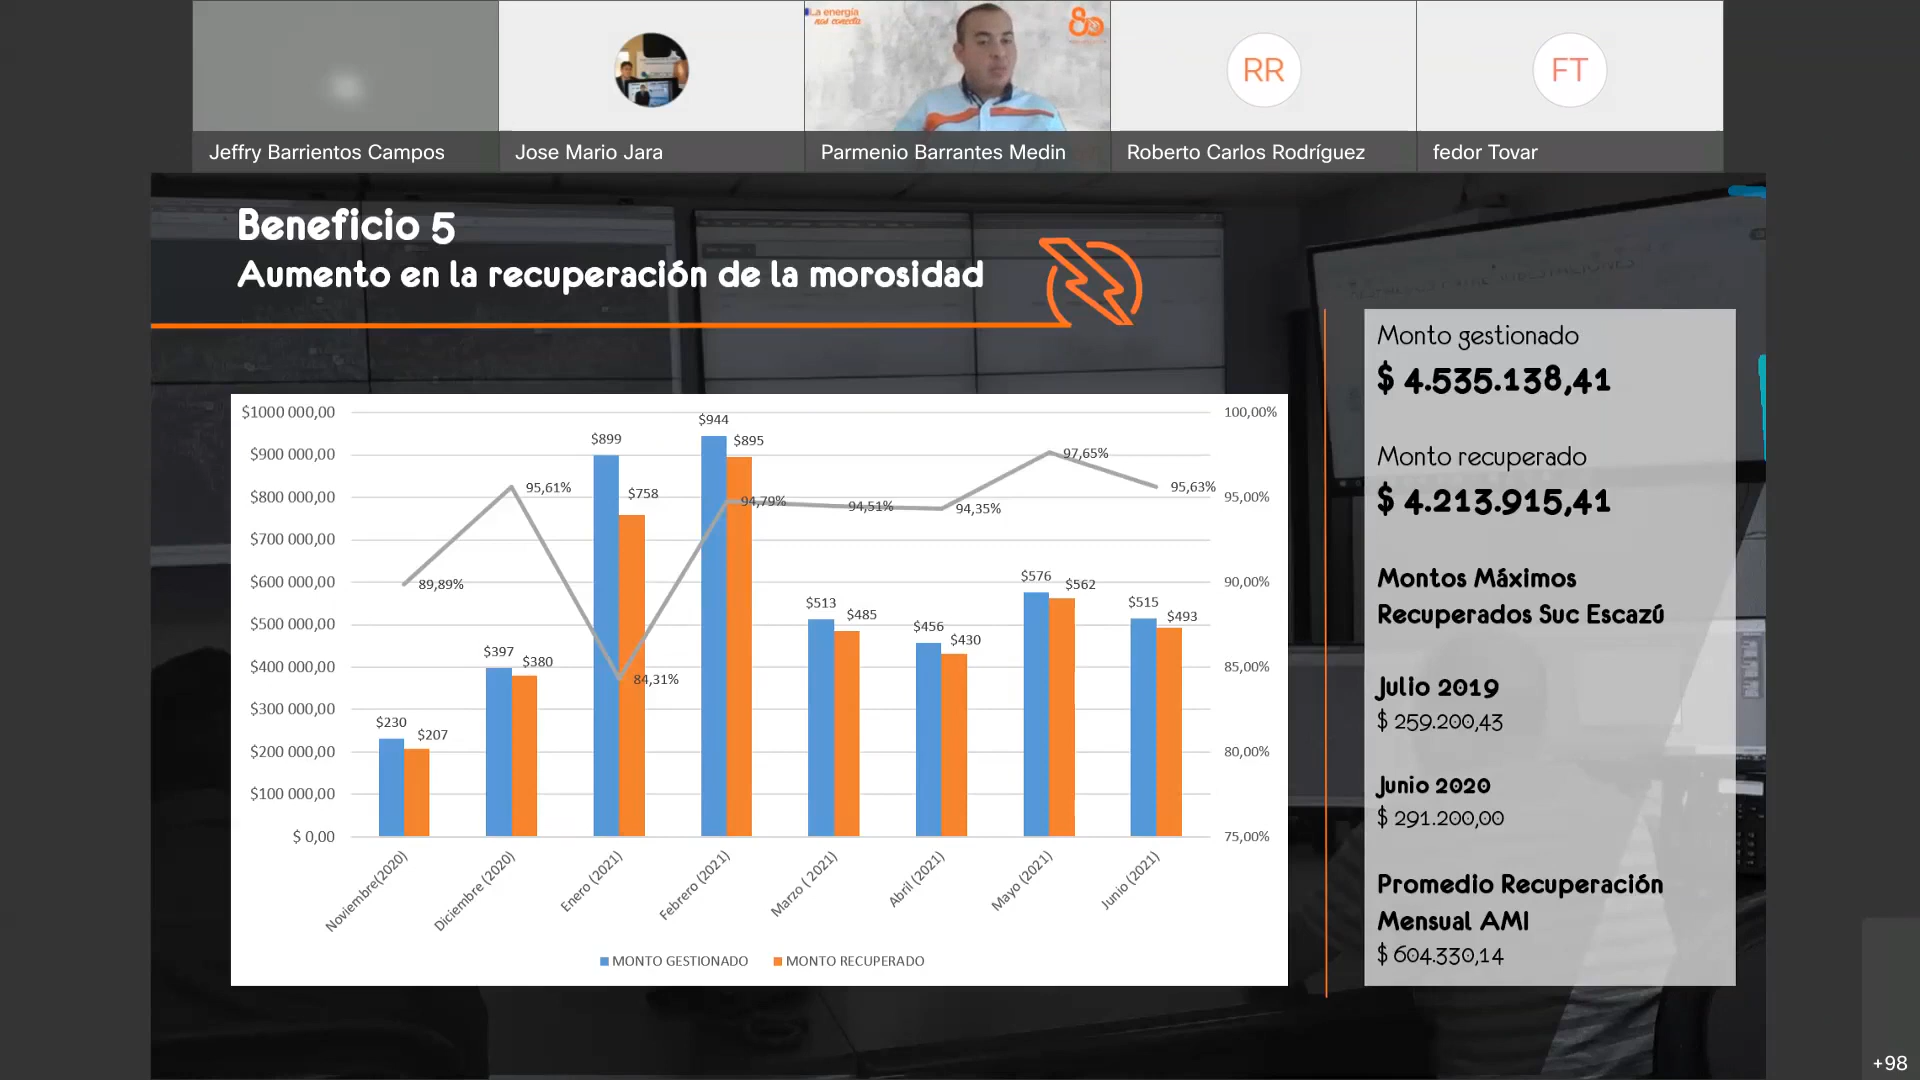 La energía
nos conecta
80
RR
FT
Jeffry Barrientos Campos
Jose Mario Jara
Parmenio Barrantes Medin
Roberto Carlos Rodríguez
fedor Tovar
Beneficio 5
Aumento en la recuperación de la morosidad
$1000 000,00
$900 000,00
$800 000,00
$700 000,00
$600 000,00
$500 000,00
$400 000,00
$300 000,00
$200 000,00
$100 000,00
$ 0,00
$230
$207
$397
$380
$899
$758
$944
$895
$513
$485
$456
$430
$576
$562
$515
$493
89,89%
95,61%
84,31%
94,79%
94,51%
94,35%
97,65%
95,63%
100,00%
95,00%
90,00%
85,00%
80,00%
75,00%
Noviembre(2020)
Diciembre (2020)
Enero (2021)
Febrero (2021)
Marzo ( 2021)
Abril (2021)
Mayo (2021)
Junio (2021)
MONTO GESTIONADO
MONTO RECUPERADO
Monto gestionado
$ 4.535.138,41
Monto recuperado
$ 4.213.915,41
Montos Máximos
Recuperados Suc Escazú
Julio 2019
$ 259.200,43
Junio 2020
$ 291.200,00
Promedio Recuperación
Mensual AMI
$ 604.330,14
+98